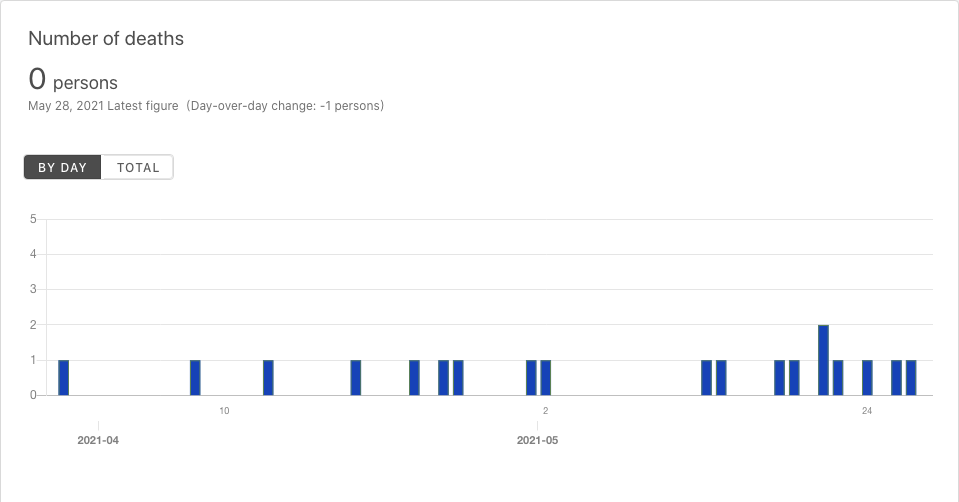 Number of deaths
0 persons
May 28, 2021 Latest figure (Day-over-day change: -1 persons)
BY DAY TOTAL
5
4
3
2
1
0
10 2 24
2021-04 2021-05